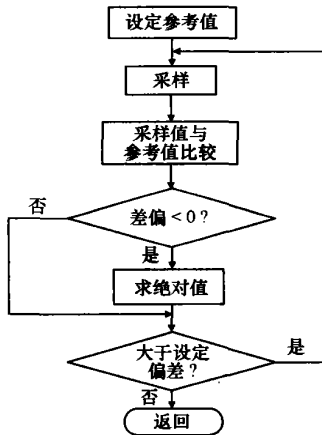 设定参考值
采样
采样值与
参考值比较
否
差偏<0?
是
求绝对值
大于设定
偏差?
是
否
返回